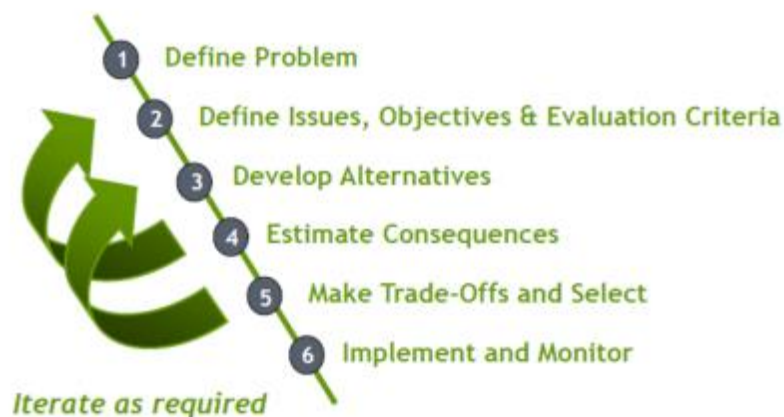 1 Define Problem
2 Define Issues, Objectives & Evaluation Criteria
3 Develop Alternatives
4 Estimate Consequences
5 Make Trade-Offs and Select
6 Implement and Monitor
Iterate as required